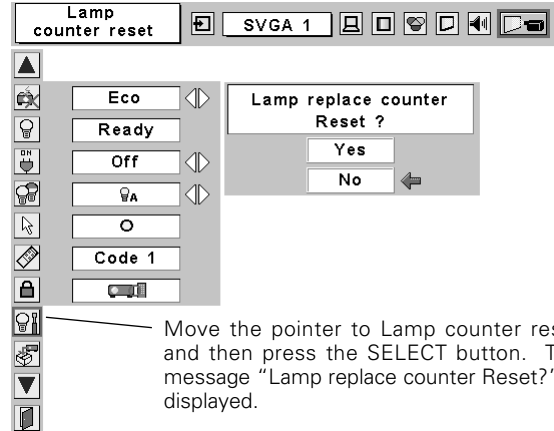 Lamp
counter reset
SVGA 1
Eco
Ready
ON
Off
A
Code 1
Lamp replace counter
Reset ?
Yes
No
Move the pointer to Lamp counter res
and then press the SELECT button. T
message “Lamp replace counter Reset?”
displayed.